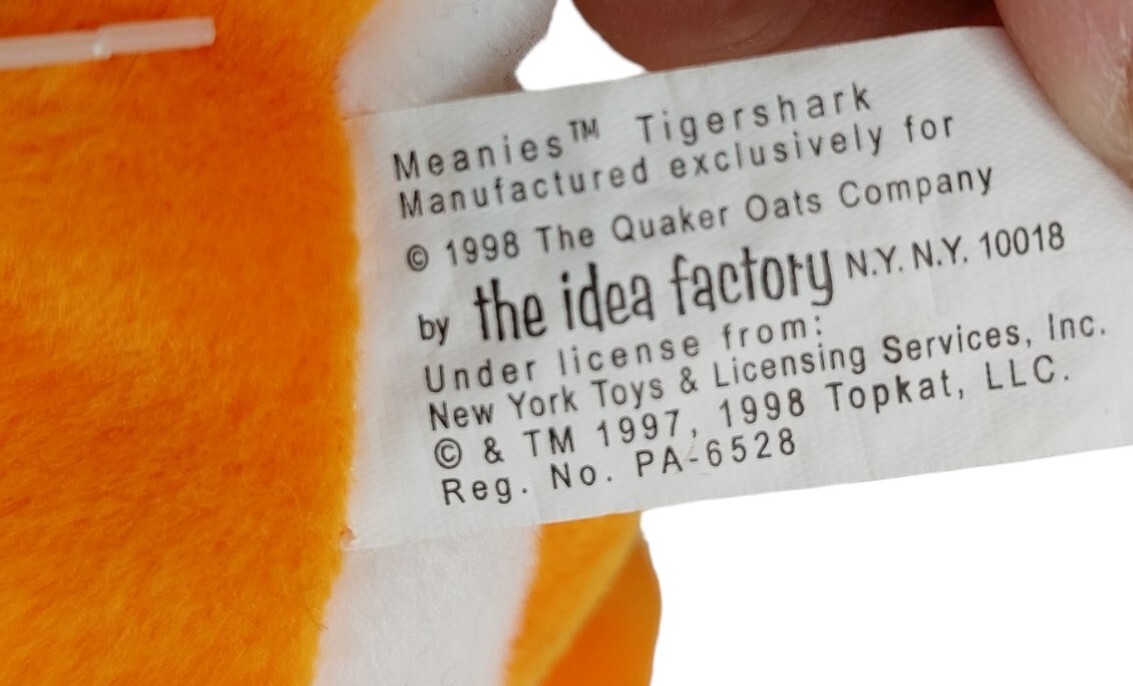 Meanies™ Tigershark
Manufactured exclusively for
© 1998 The Quaker Oats Company
by the idea factory N.Y. N.Y. 10018
Under license from:
New York Toys & Licensing Services, Inc.
© & TM 1997, 1998 Topkat, LLC.
Reg. No. PA-6528